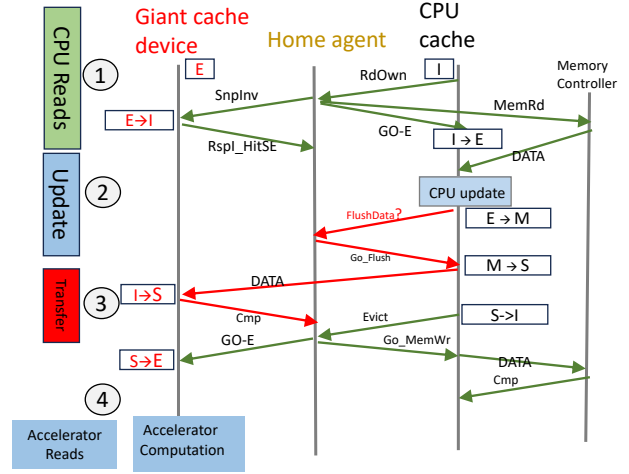 Giant cache
device
Home agent
CPU
cache
Memory
Controller
CPU Reads
1
E
I
RdOwn
SnpInv
MemRd
E→I
GO-E
I → E
RspI_HitSE
DATA
Update
2
CPU update
FlushData?
E → M
Go_Flush
M → S
DATA
Transfer
3
I→S
Cmp
Evict
S->I
GO-E
Go_MemWr
S→E
DATA
Cmp
4
Accelerator
Reads
Accelerator
Computation